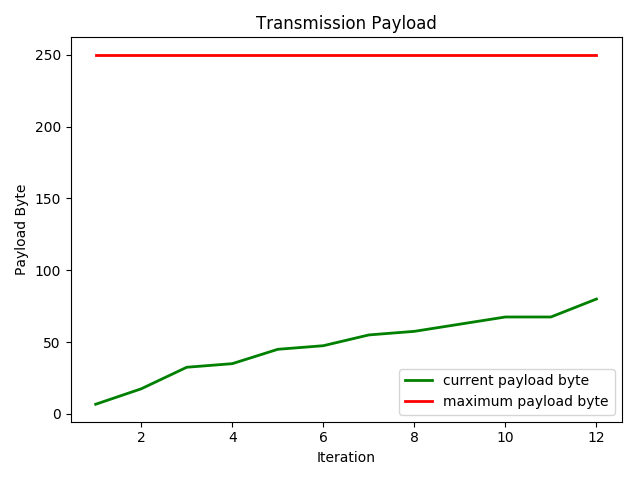 Transmission Payload
250
200
150
100
50
0
Payload Byte
current payload byte
maximum payload byte
2 4 6 8 10 12
Iteration